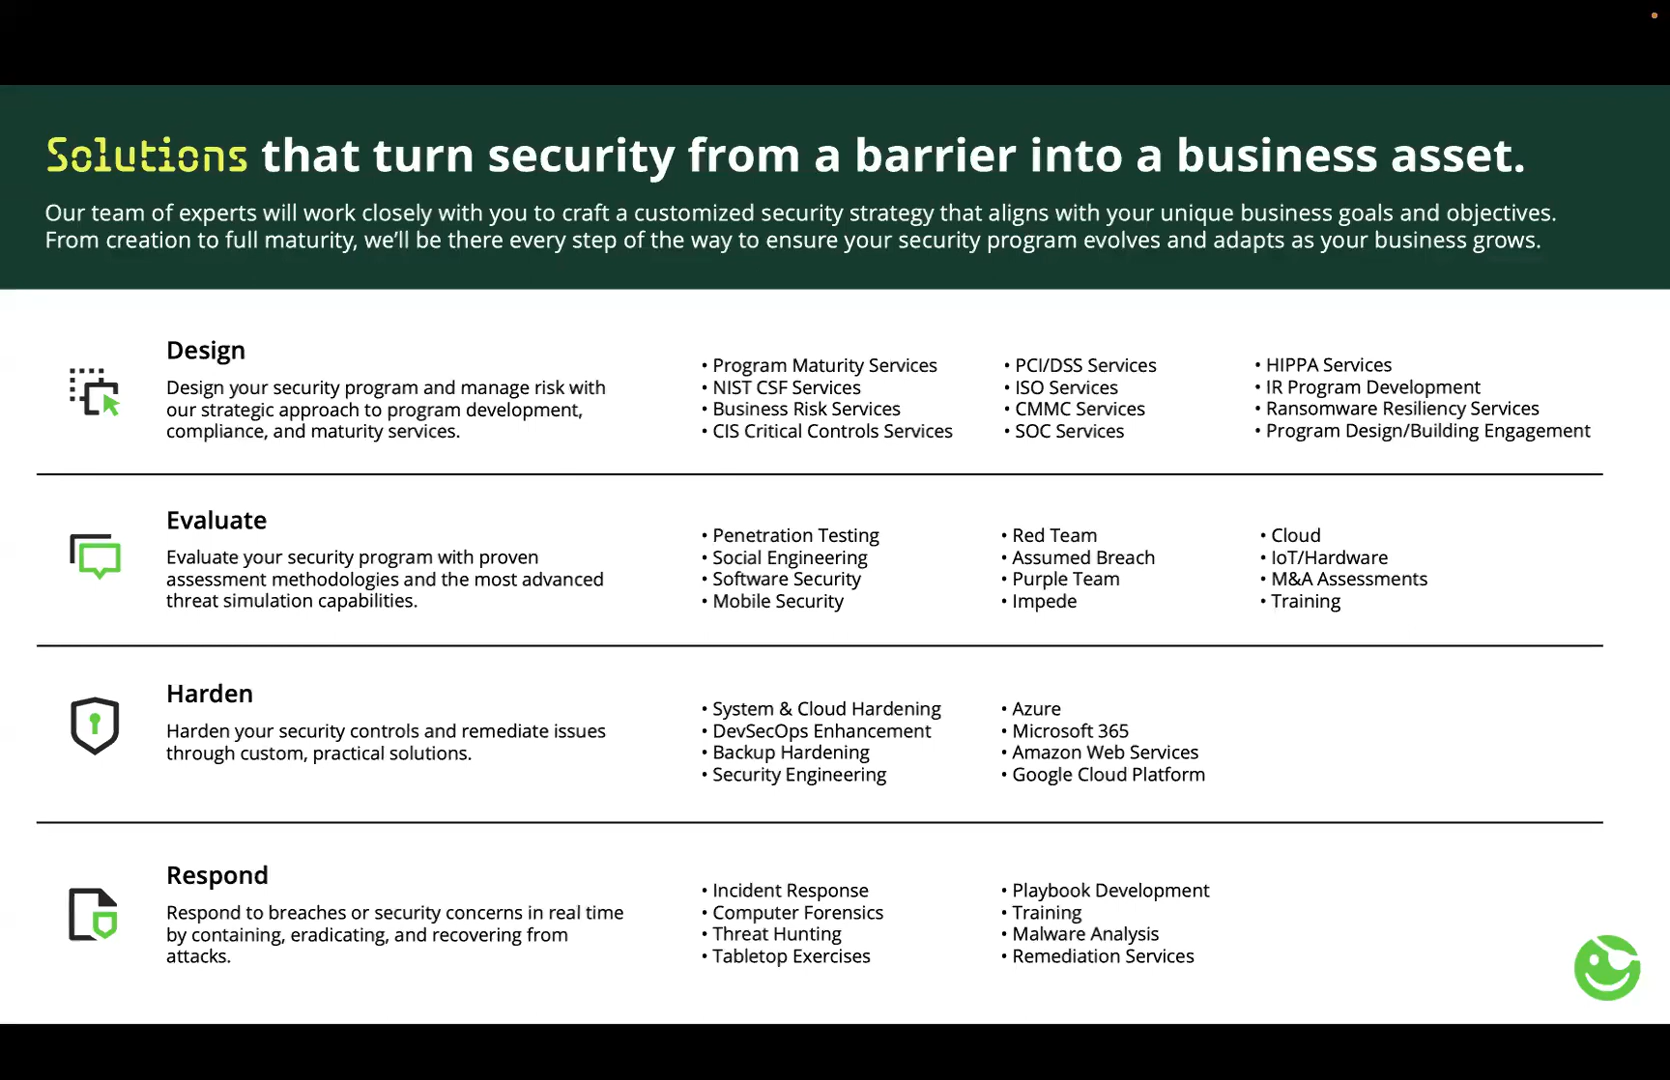 Solutions that turn security from a barrier into a business asset.
Our team of experts will work closely with you to craft a customized security strategy that aligns with your unique business goals and objectives.
From creation to full maturity, we’ll be there every step of the way to ensure your security program evolves and adapts as your business grows.
Design
Design your security program and manage risk with
our strategic approach to program development,
compliance, and maturity services.
• Program Maturity Services
• NIST CSF Services
• Business Risk Services
• CIS Critical Controls Services
• PCI/DSS Services
• ISO Services
• CMMC Services
• SOC Services
• HIPPA Services
• IR Program Development
• Ransomware Resiliency Services
• Program Design/Building Engagement
Evaluate
Evaluate your security program with proven
assessment methodologies and the most advanced
threat simulation capabilities.
• Penetration Testing
• Social Engineering
• Software Security
• Mobile Security
• Red Team
• Assumed Breach
• Purple Team
• Impede
• Cloud
• IoT/Hardware
• M&A Assessments
• Training
Harden
Harden your security controls and remediate issues
through custom, practical solutions.
• System & Cloud Hardening
• DevSecOps Enhancement
• Backup Hardening
• Security Engineering
• Azure
• Microsoft 365
• Amazon Web Services
• Google Cloud Platform
Respond
Respond to breaches or security concerns in real time
by containing, eradicating, and recovering from
attacks.
• Incident Response
• Computer Forensics
• Threat Hunting
• Tabletop Exercises
• Playbook Development
• Training
• Malware Analysis
• Remediation Services